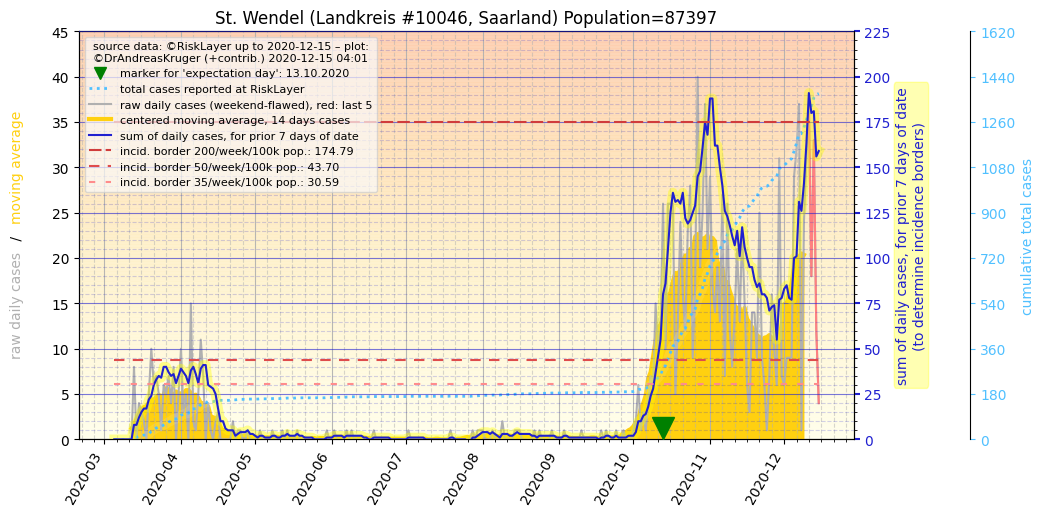 St. Wendel (Landkreis #10046, Saarland) Population=87397
source data: ©RiskLayer up to 2020-12-15 – plot:
©DrAndreasKruger (+contrib.) 2020-12-15 04:01
marker for 'expectation day': 13.10.2020
total cases reported at RiskLayer
raw daily cases (weekend-flawed), red: last 5
centered moving average, 14 days cases
sum of daily cases, for prior 7 days of date
incid. border 200/week/100k pop.: 174.79
incid. border 50/week/100k pop.: 43.70
incid. border 35/week/100k pop.: 30.59
raw daily cases / moving average
45
40
35
30
25
20
15
10
5
0
2020-03
2020-04
2020-05
2020-06
2020-07
2020-08
2020-09
2020-10
2020-11
2020-12
225
200
175
150
125
100
75
50
25
0
sum of daily cases, for prior 7 days of date
(to determine incidence borders)
1620
1440
1260
1080
900
720
540
360
180
0
cumulative total cases